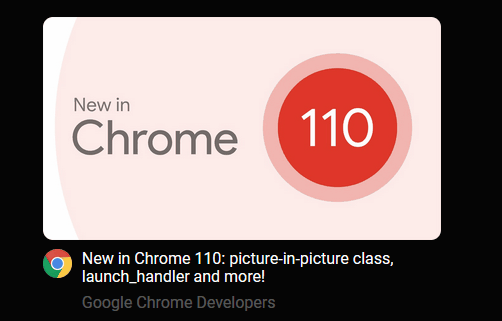 New in
Chrome
110
New in Chrome 110: picture-in-picture class,
launch_handler and more!
Google Chrome Developers